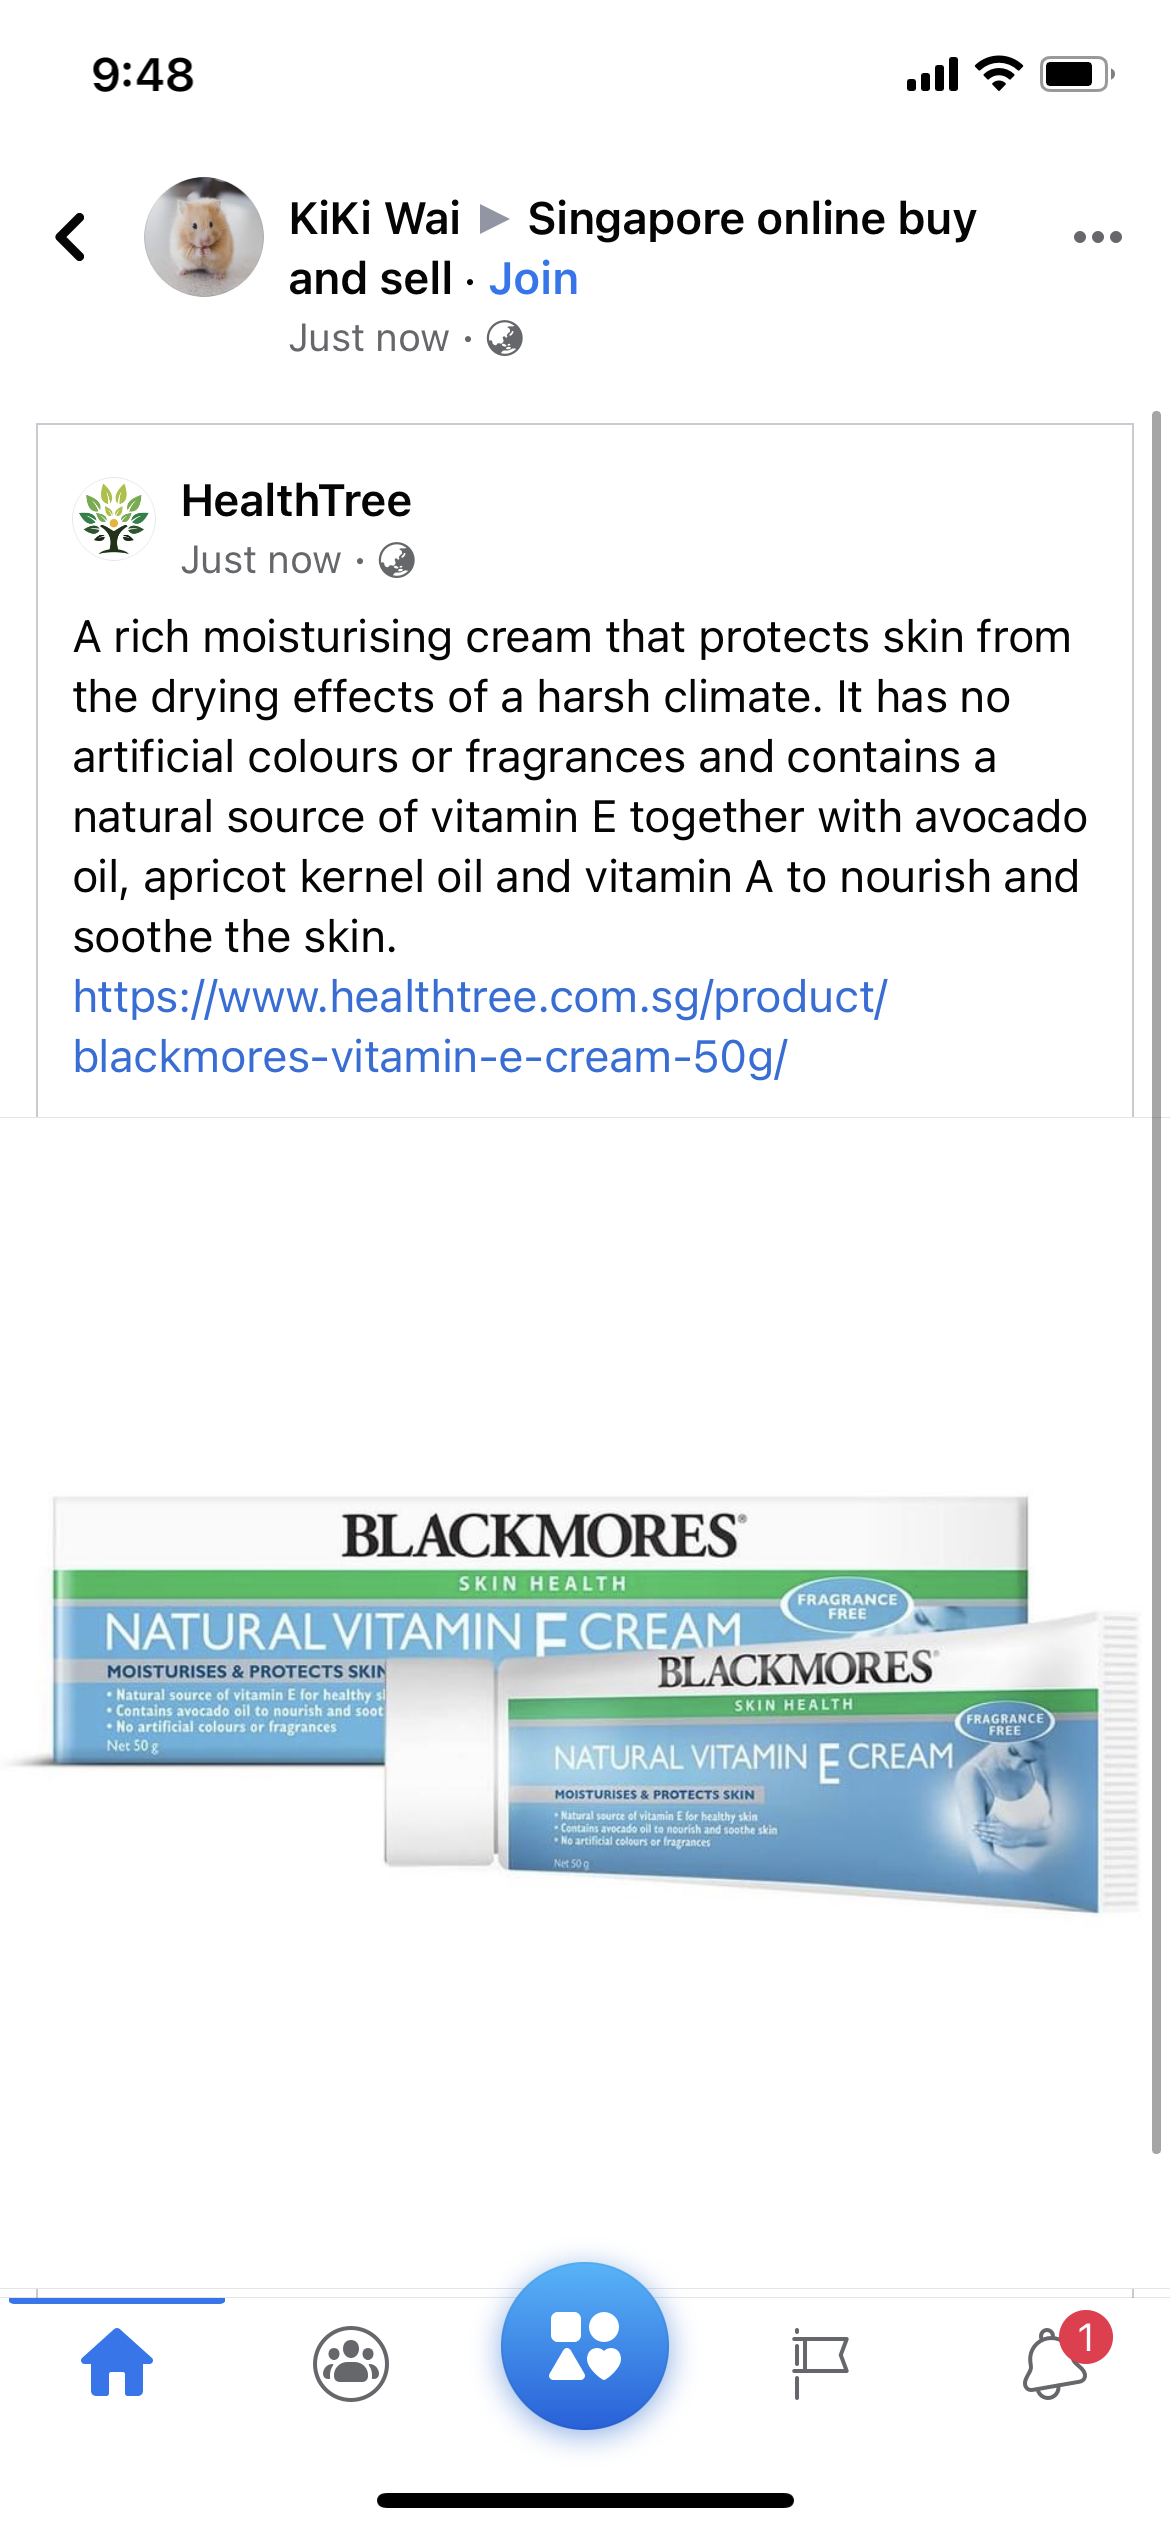 9:48
KiKi Wai ▶ Singapore online buy
and sell · Join
Just now ·
HealthTree
Just now ·
A rich moisturising cream that protects skin from
the drying effects of a harsh climate. It has no
artificial colours or fragrances and contains a
natural source of vitamin E together with avocado
oil, apricot kernel oil and vitamin A to nourish and
soothe the skin.
https://www.healthtree.com.sg/product/
blackmores-vitamin-e-cream-50g/
BLACKMORES®
SKIN HEALTH
FRAGRANCE
FREE
NATURAL VITAMIN E CREAM
MOISTURISES & PROTECTS SKIN
• Natural source of vitamin E for healthy s
• Contains avocado oil to nourish and soot
• No artificial colours or fragrances
Net 50 g
BLACKMORES®
SKIN HEALTH
FRAGRANCE
FREE
NATURAL VITAMIN E CREAM
MOISTURISES & PROTECTS SKIN
• Natural source of vitamin E for healthy skin
• Contains avocado oil to nourish and soothe skin
• No artificial colours or fragrances
Net 50 g
1